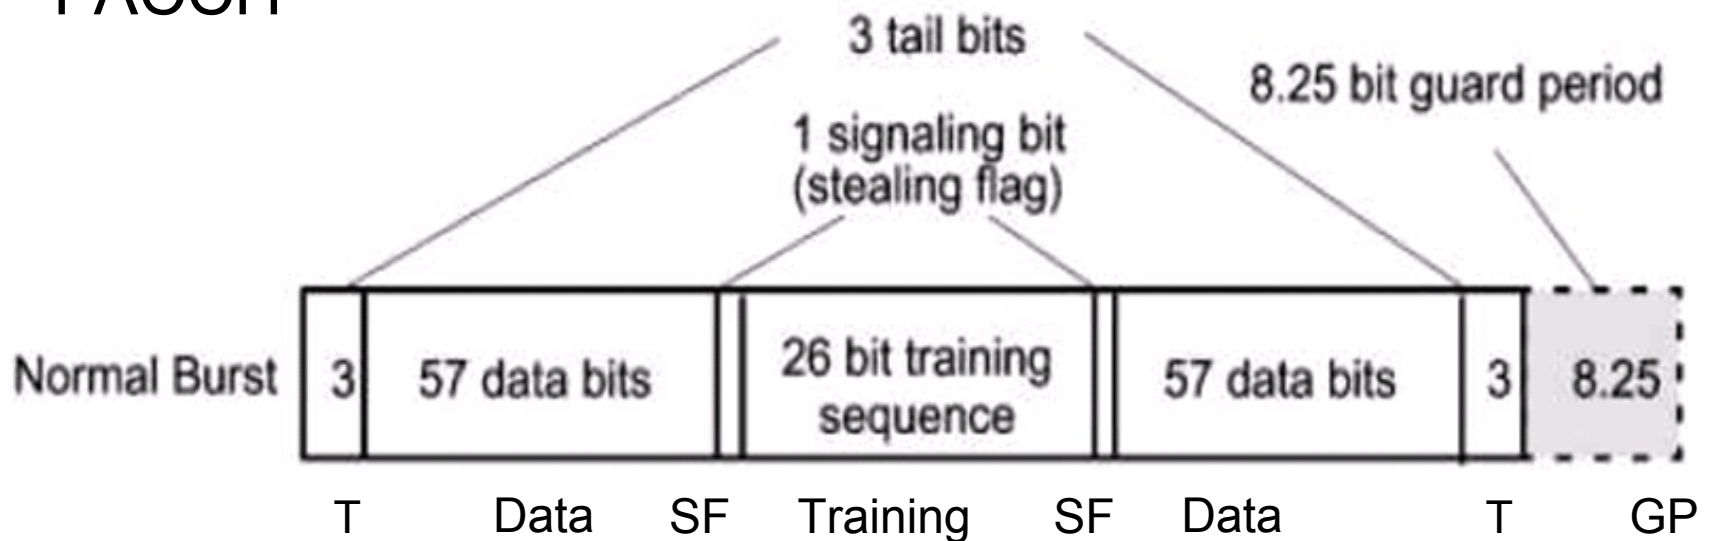 3 tail bits
8.25 bit guard period
1 signaling bit
(stealing flag)
Normal Burst
3
57 data bits
26 bit training
sequence
57 data bits
3
8.25
T Data SF Training SF Data T GP